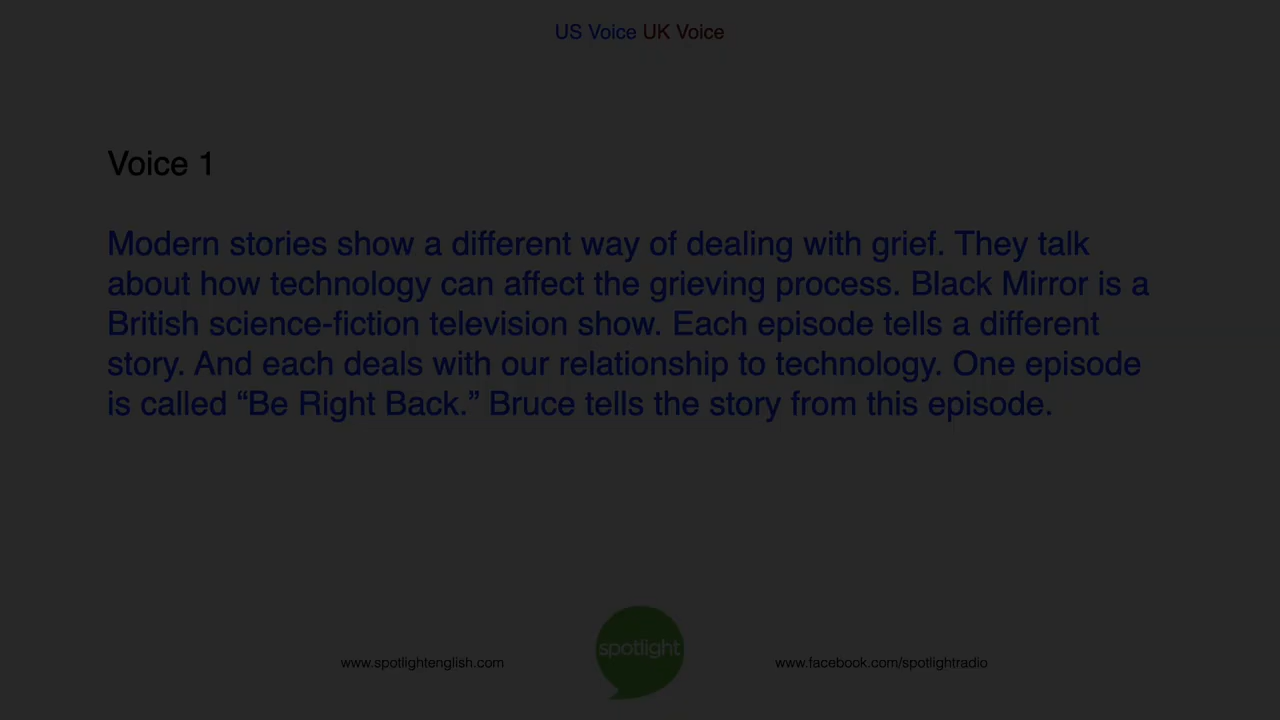 US Voice UK Voice
Voice 1
Modern stories show a different way of dealing with grief. They talk
about how technology can affect the grieving process. Black Mirror is a
British science-fiction television show. Each episode tells a different
story. And each deals with our relationship to technology. One episode
is called “Be Right Back.” Bruce tells the story from this episode.
spotlight
www.spotlightenglish.com
www.facebook.com/spotlightradio